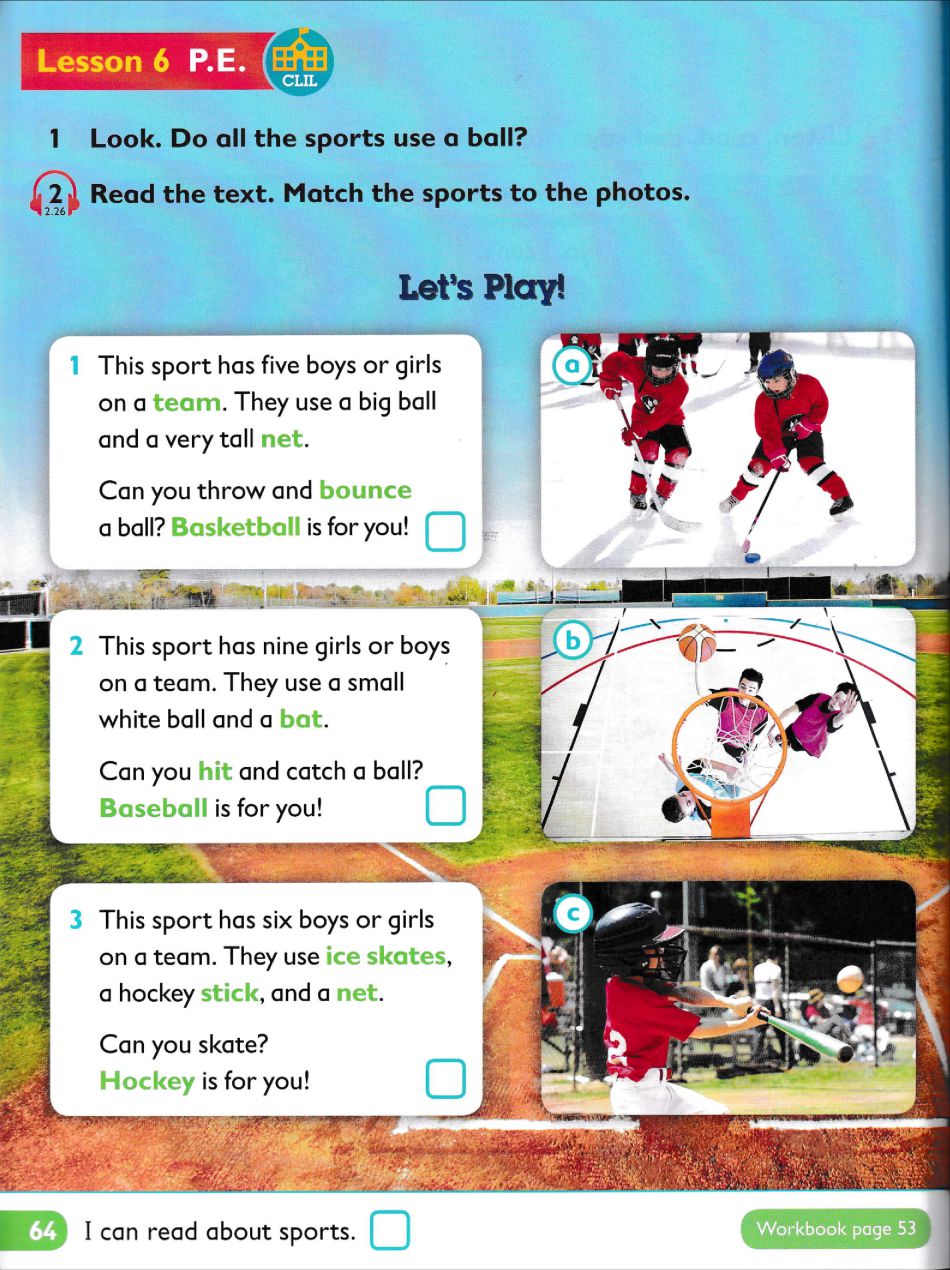 Lesson 6 P.E.
CLIL
1 Look. Do all the sports use a ball?
2 Read the text. Match the sports to the photos.
2.26
Let's Play!
1 This sport has five boys or girls
on a team. They use a big ball
and a very tall net.
Can you throw and bounce
a ball? Basketball is for you!
a
2 This sport has nine girls or boys
on a team. They use a small
white ball and a bat.
Can you hit and catch a ball?
Baseball is for you!
b
3 This sport has six boys or girls
on a team. They use ice skates,
a hockey stick, and a net.
Can you skate?
Hockey is for you!
c
2
64 I can read about sports.
Workbook page 53